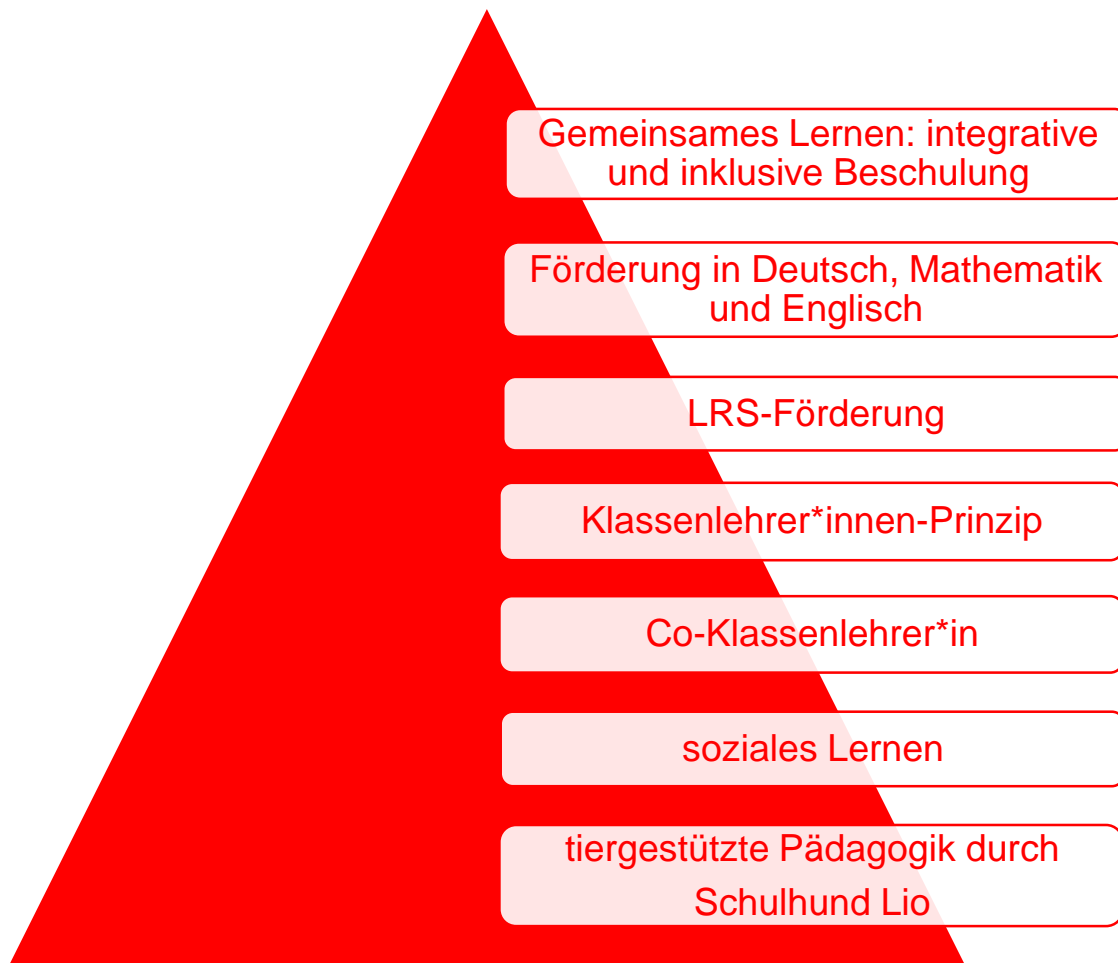 Gemeinsames Lernen: integrative
und inklusive Beschulung
Förderung in Deutsch, Mathematik
und Englisch
LRS-Förderung
Klassenlehrer*innen-Prinzip
Co-Klassenlehrer*in
soziales Lernen
tiergestützte Pädagogik durch
Schulhund Lio